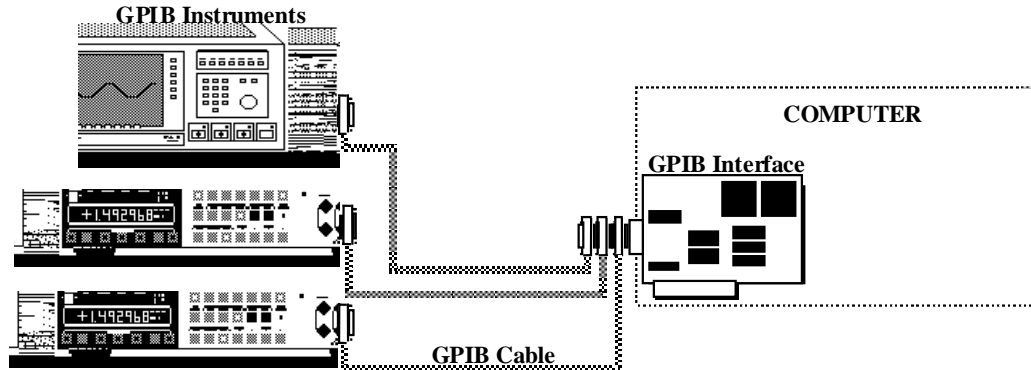 GPIB Instruments
COMPUTER
GPIB Interface
+1.492968
+1.492968
GPIB Cable